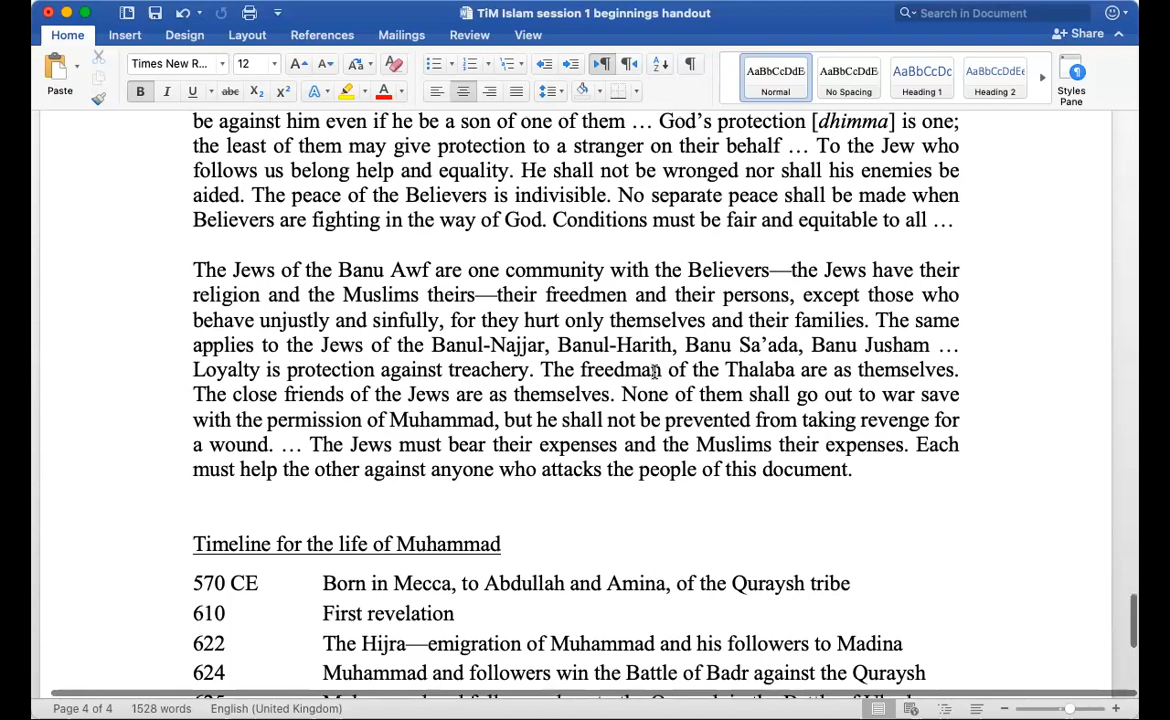 TiM Islam session 1 beginnings handout
Search in Document
Home Insert Design Layout References Mailings Review View
Share
Paste
Times New R... 12
B I U abc X₂ X²
AaBbCcDdE AaBbCcDdE AaBbCcDc AaBbCcDdEe
Normal No Spacing Heading 1 Heading 2
Styles Pane
be against him even if he be a son of one of them … God’s protection [dhimma] is one;
the least of them may give protection to a stranger on their behalf … To the Jew who
follows us belong help and equality. He shall not be wronged nor shall his enemies be
aided. The peace of the Believers is indivisible. No separate peace shall be made when
Believers are fighting in the way of God. Conditions must be fair and equitable to all …
The Jews of the Banu Awf are one community with the Believers—the Jews have their
religion and the Muslims theirs—their freedmen and their persons, except those who
behave unjustly and sinfully, for they hurt only themselves and their families. The same
applies to the Jews of the Banul-Najjar, Banul-Harith, Banu Sa’ada, Banu Jusham …
Loyalty is protection against treachery. The freedman of the Thalaba are as themselves.
The close friends of the Jews are as themselves. None of them shall go out to war save
with the permission of Muhammad, but he shall not be prevented from taking revenge for
a wound. … The Jews must bear their expenses and the Muslims their expenses. Each
must help the other against anyone who attacks the people of this document.
Timeline for the life of Muhammad
570 CE Born in Mecca, to Abdullah and Amina, of the Quraysh tribe
610 First revelation
622 The Hijra—emigration of Muhammad and his followers to Madina
624 Muhammad and followers win the Battle of Badr against the Quraysh
Page 4 of 4 1528 words English (United Kingdom)